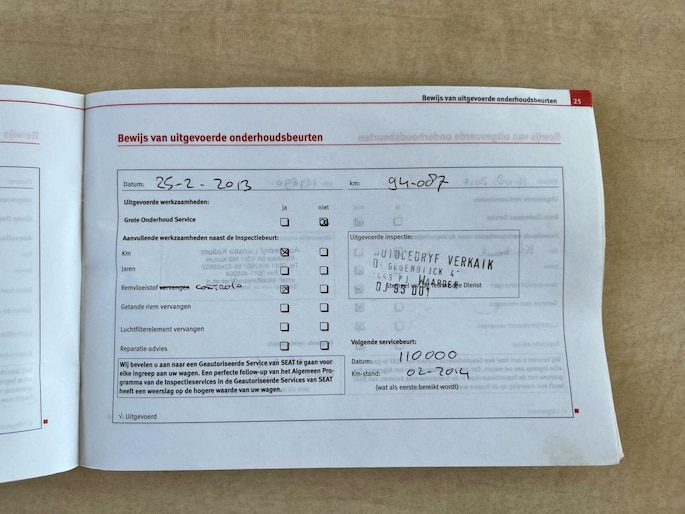 Bewijs van uitgevoerde onderhoudsbeurten 25
Bewijs van uitgevoerde onderhoudsbeurten
Datum: 25-2-2013 km: 94-087
Uitgevoerde werkzaamheden: ja niet
Grote Onderhoud Service
Aanvullende werkzaamheden naast de Inspectiebeurt: Uitgevoerde inspectie:
Km
AUTOBEDRYF VERKAIK
Jaren
WAARDER
Remvloeistof vervangen controle
DJ 93 001
Getande riem vervangen
Luchtfilterelement vervangen
Reparatie-advies
Volgende servicebeurt:
Datum: 110000
Km-stand: 02-2014
(wat als eerste bereikt wordt)
Wij bevelen u aan naar een Geautoriseerde Service van SEAT te gaan voor
elke ingreep aan uw wagen. Een perfecte follow-up van het Algemeen Pro-
gramma van de Inspectieservices in de Geautoriseerde Services van SEAT
heeft een weerslag op de hogere waarde van uw wagen.
√: Uitgevoerd